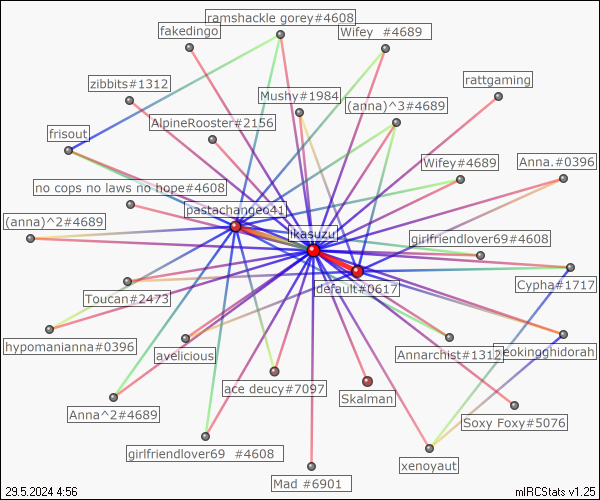 ramshackle gorey#4608
fakedingo
Wifey  #4689
zibbits#1312
rattgaming
Mushy#1984
(anna)^3#4689
AlpineRooster#2156
frisout
Wifey#4689
Anna.#0396
no cops no laws no hope#4608
pastachange641
(anna)^2#4689
ikasuzu
girlfriendlover69#4608
default#0617
Cypha#1717
Toucan#2473
hypomanianna#0396
avelicious
Annarchist#1312
eokingghidorah
ace deucy#7097
Skalman
Anna^2#4689
Soxy Foxy#5076
girlfriendlover69  #4608
xenoyaut
Mad #6901
29.5.2024 4:56
mIRCStats v1.25